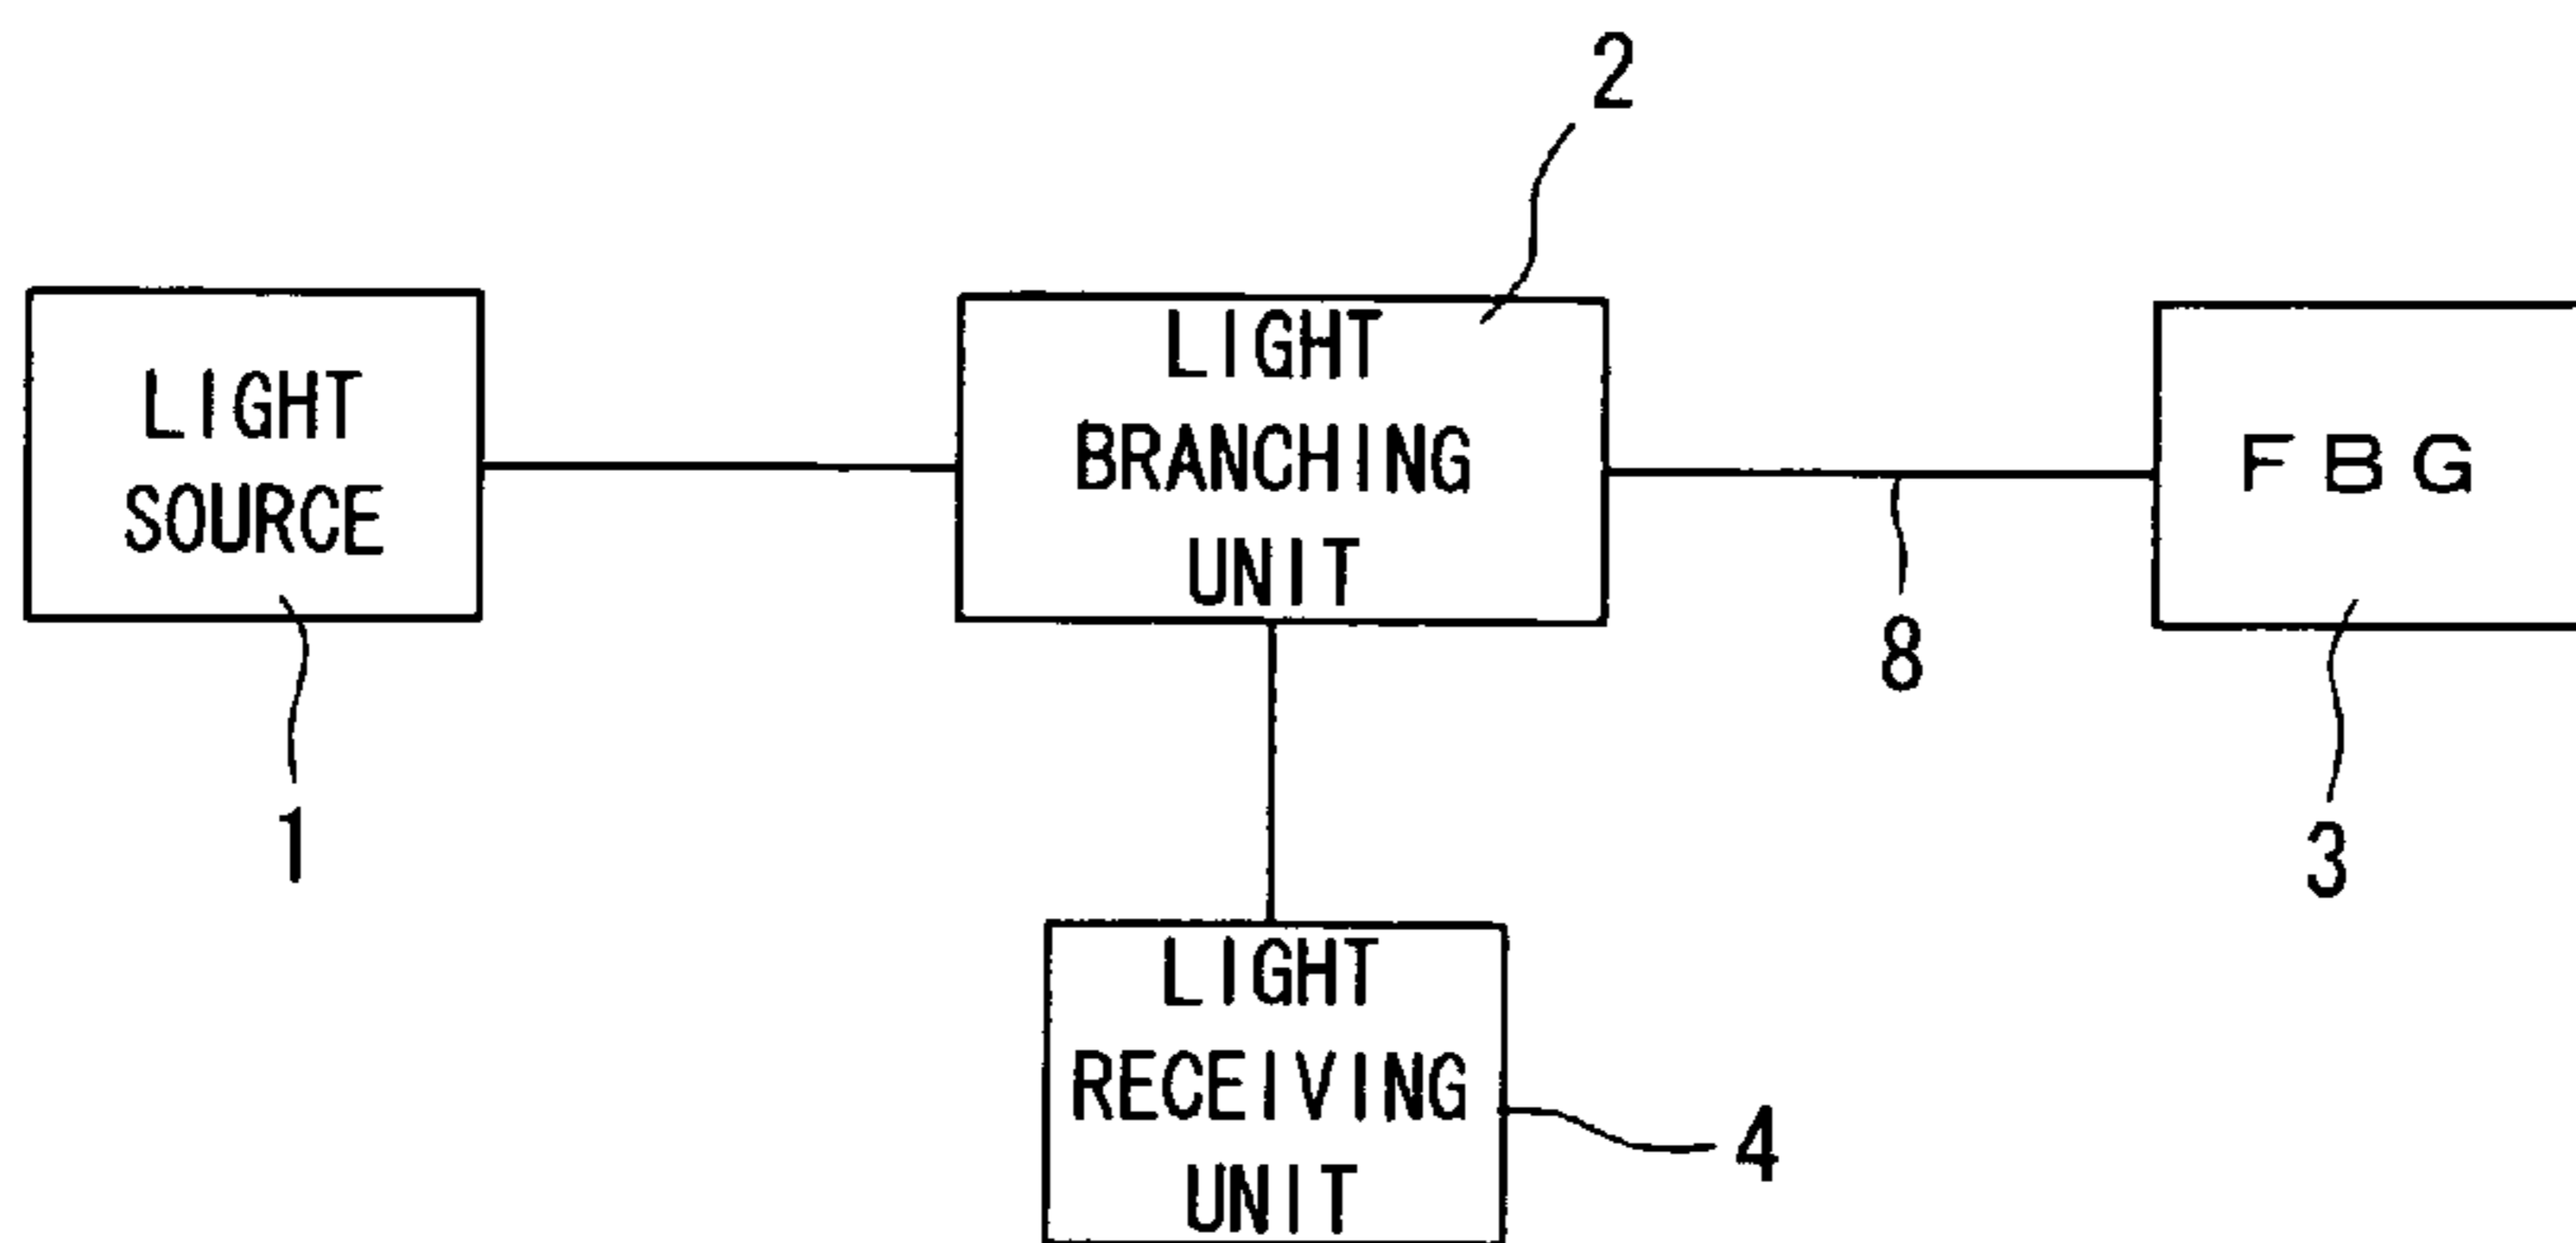 2
LIGHT
SOURCE
LIGHT
BRANCHING
UNIT
FBG
8
1
3
LIGHT
RECEIVING
UNIT
4